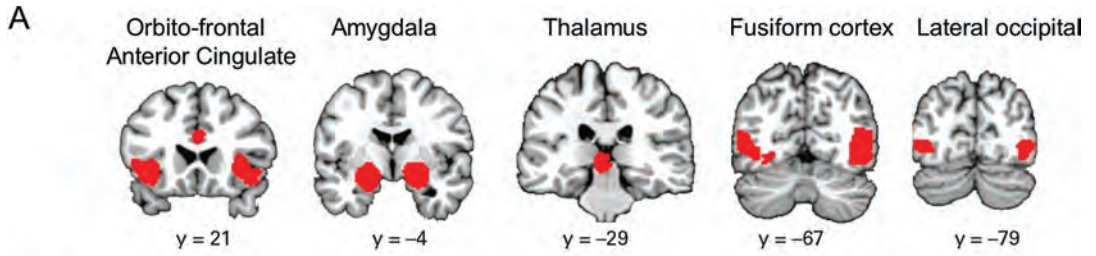 A
Orbito-frontal
Anterior Cingulate
Amygdala
Thalamus
Fusiform cortex
Lateral occipital
y = 21
y = –4
y = –29
y = –67
y = –79